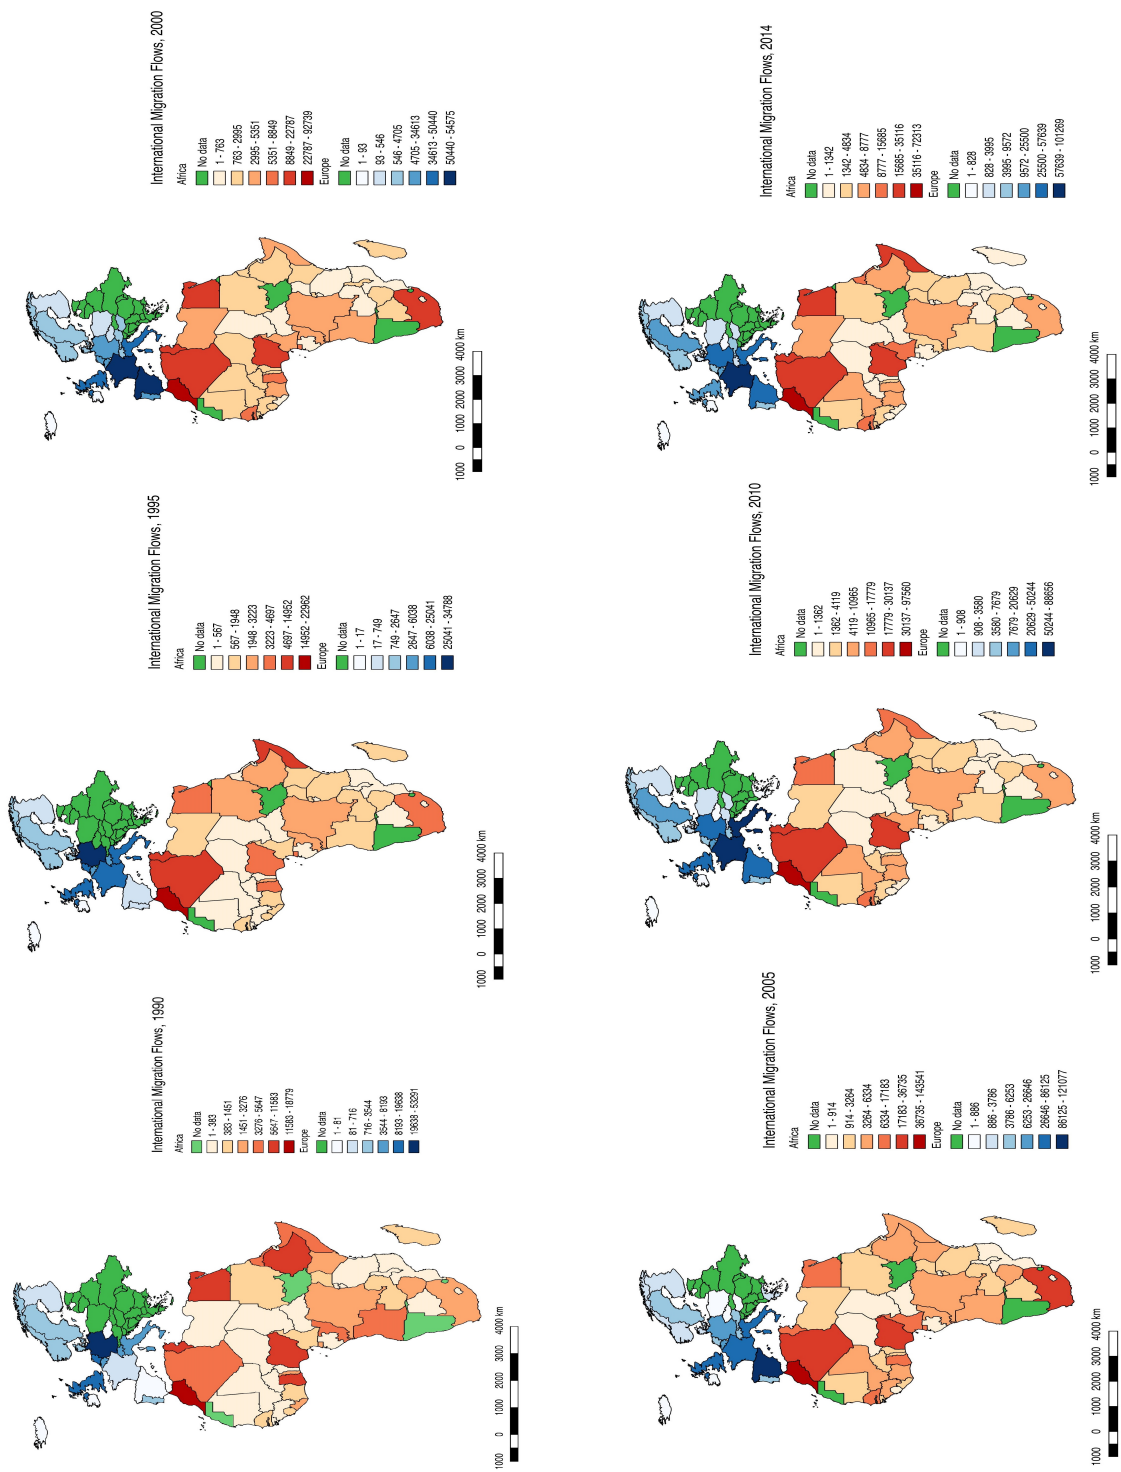 International Migration Flows, 1990
Africa
No data
1 - 383
383 - 1451
1451 - 3276
3276 - 5647
5647 - 11583
11583 - 18779
Europe
No data
1 - 81
81 - 716
716 - 3544
3544 - 8193
8193 - 19638
19638 - 53291
1000 0 1000 2000 3000 4000 km
International Migration Flows, 1995
Africa
No data
1 - 567
567 - 1948
1948 - 3223
3223 - 4697
4697 - 14952
14952 - 22962
Europe
No data
1 - 17
17 - 749
749 - 2647
2647 - 6038
6038 - 25041
25041 - 34788
1000 0 1000 2000 3000 4000 km
International Migration Flows, 2000
Africa
No data
1 - 763
763 - 2995
2995 - 5351
5351 - 8849
8849 - 22787
22787 - 92739
Europe
No data
1 - 93
93 - 546
546 - 4705
4705 - 34613
34613 - 50440
50440 - 54575
1000 0 1000 2000 3000 4000 km
International Migration Flows, 2005
Africa
No data
1 - 914
914 - 3264
3264 - 6334
6334 - 17183
17183 - 36735
36735 - 143541
Europe
No data
1 - 886
886 - 3786
3786 - 6253
6253 - 26646
26646 - 86125
86125 - 121077
1000 0 1000 2000 3000 4000 km
International Migration Flows, 2010
Africa
No data
1 - 1362
1362 - 4119
4119 - 10965
10965 - 17779
17779 - 30137
30137 - 97560
Europe
No data
1 - 908
908 - 3580
3580 - 7679
7679 - 20629
20629 - 50244
50244 - 88656
1000 0 1000 2000 3000 4000 km
International Migration Flows, 2014
Africa
No data
1 - 1342
1342 - 4834
4834 - 8777
8777 - 15685
15685 - 35116
35116 - 72313
Europe
No data
1 - 828
828 - 3995
3995 - 9572
9572 - 25500
25500 - 57639
57639 - 101269
1000 0 1000 2000 3000 4000 km